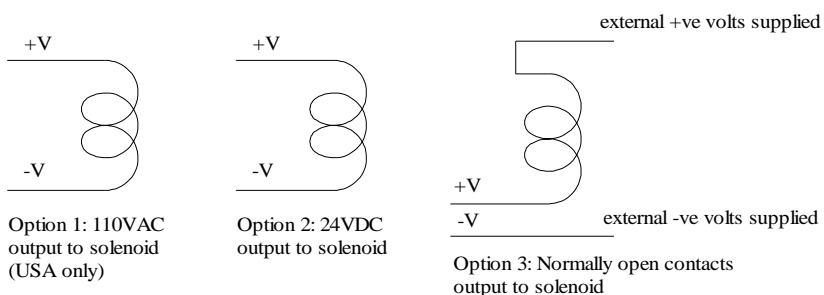 +V
-V
Option 1: 110VAC
output to solenoid
(USA only)
+V
-V
Option 2: 24VDC
output to solenoid
external +ve volts supplied
+V
-V
external -ve volts supplied
Option 3: Normally open contacts
output to solenoid